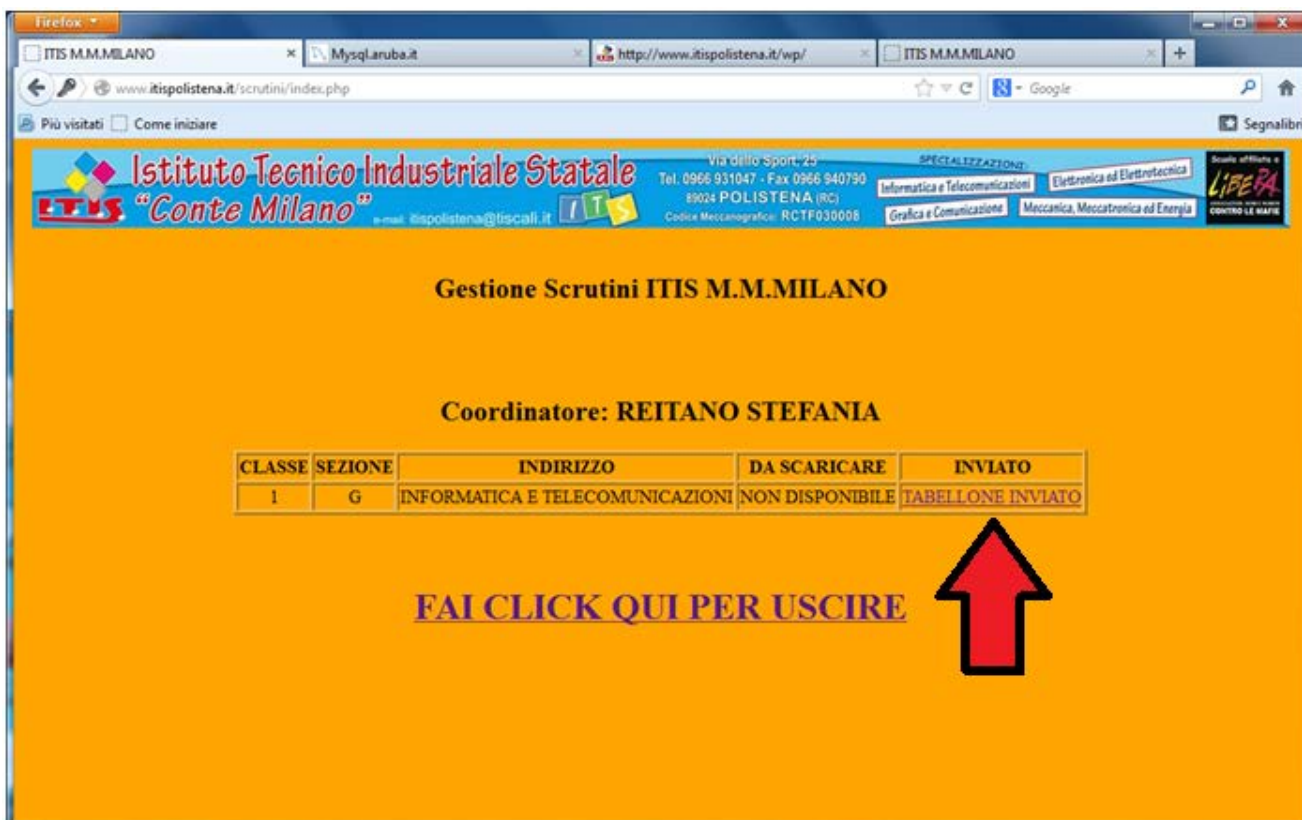 Firefox
ITIS M.M.MILANO
Mysql.aruba.it
http://www.itispolistena.it/wp/
ITIS M.M.MILANO
www.itispolistena.it/scrutini/index.php
Google
Più visitati
Come iniziare
Segnalibri
Istituto Tecnico Industriale Statale
"Conte Milano"
I.T.I.S
e-mail: itispolistena@tiscali.it
I T S
Via dello Sport, 25
Tel. 0966 931047 - Fax 0966 940790
89024 POLISTENA (RC)
Codice Meccanografico: RCTF030008
SPECIALIZZAZIONI:
Informatica e Telecomunicazioni
Elettronica ed Elettrotecnica
Grafica e Comunicazione
Meccanica, Meccatronica ed Energia
Scuola affiliata a
LiBERA
CONTRO LE MAFIE
Gestione Scrutini ITIS M.M.MILANO
Coordinatore: REITANO STEFANIA
CLASSE SEZIONE INDIRIZZO DA SCARICARE INVIATO
1 G INFORMATICA E TELECOMUNICAZIONI NON DISPONIBILE TABELLONE INVIATO
FAI CLICK QUI PER USCIRE